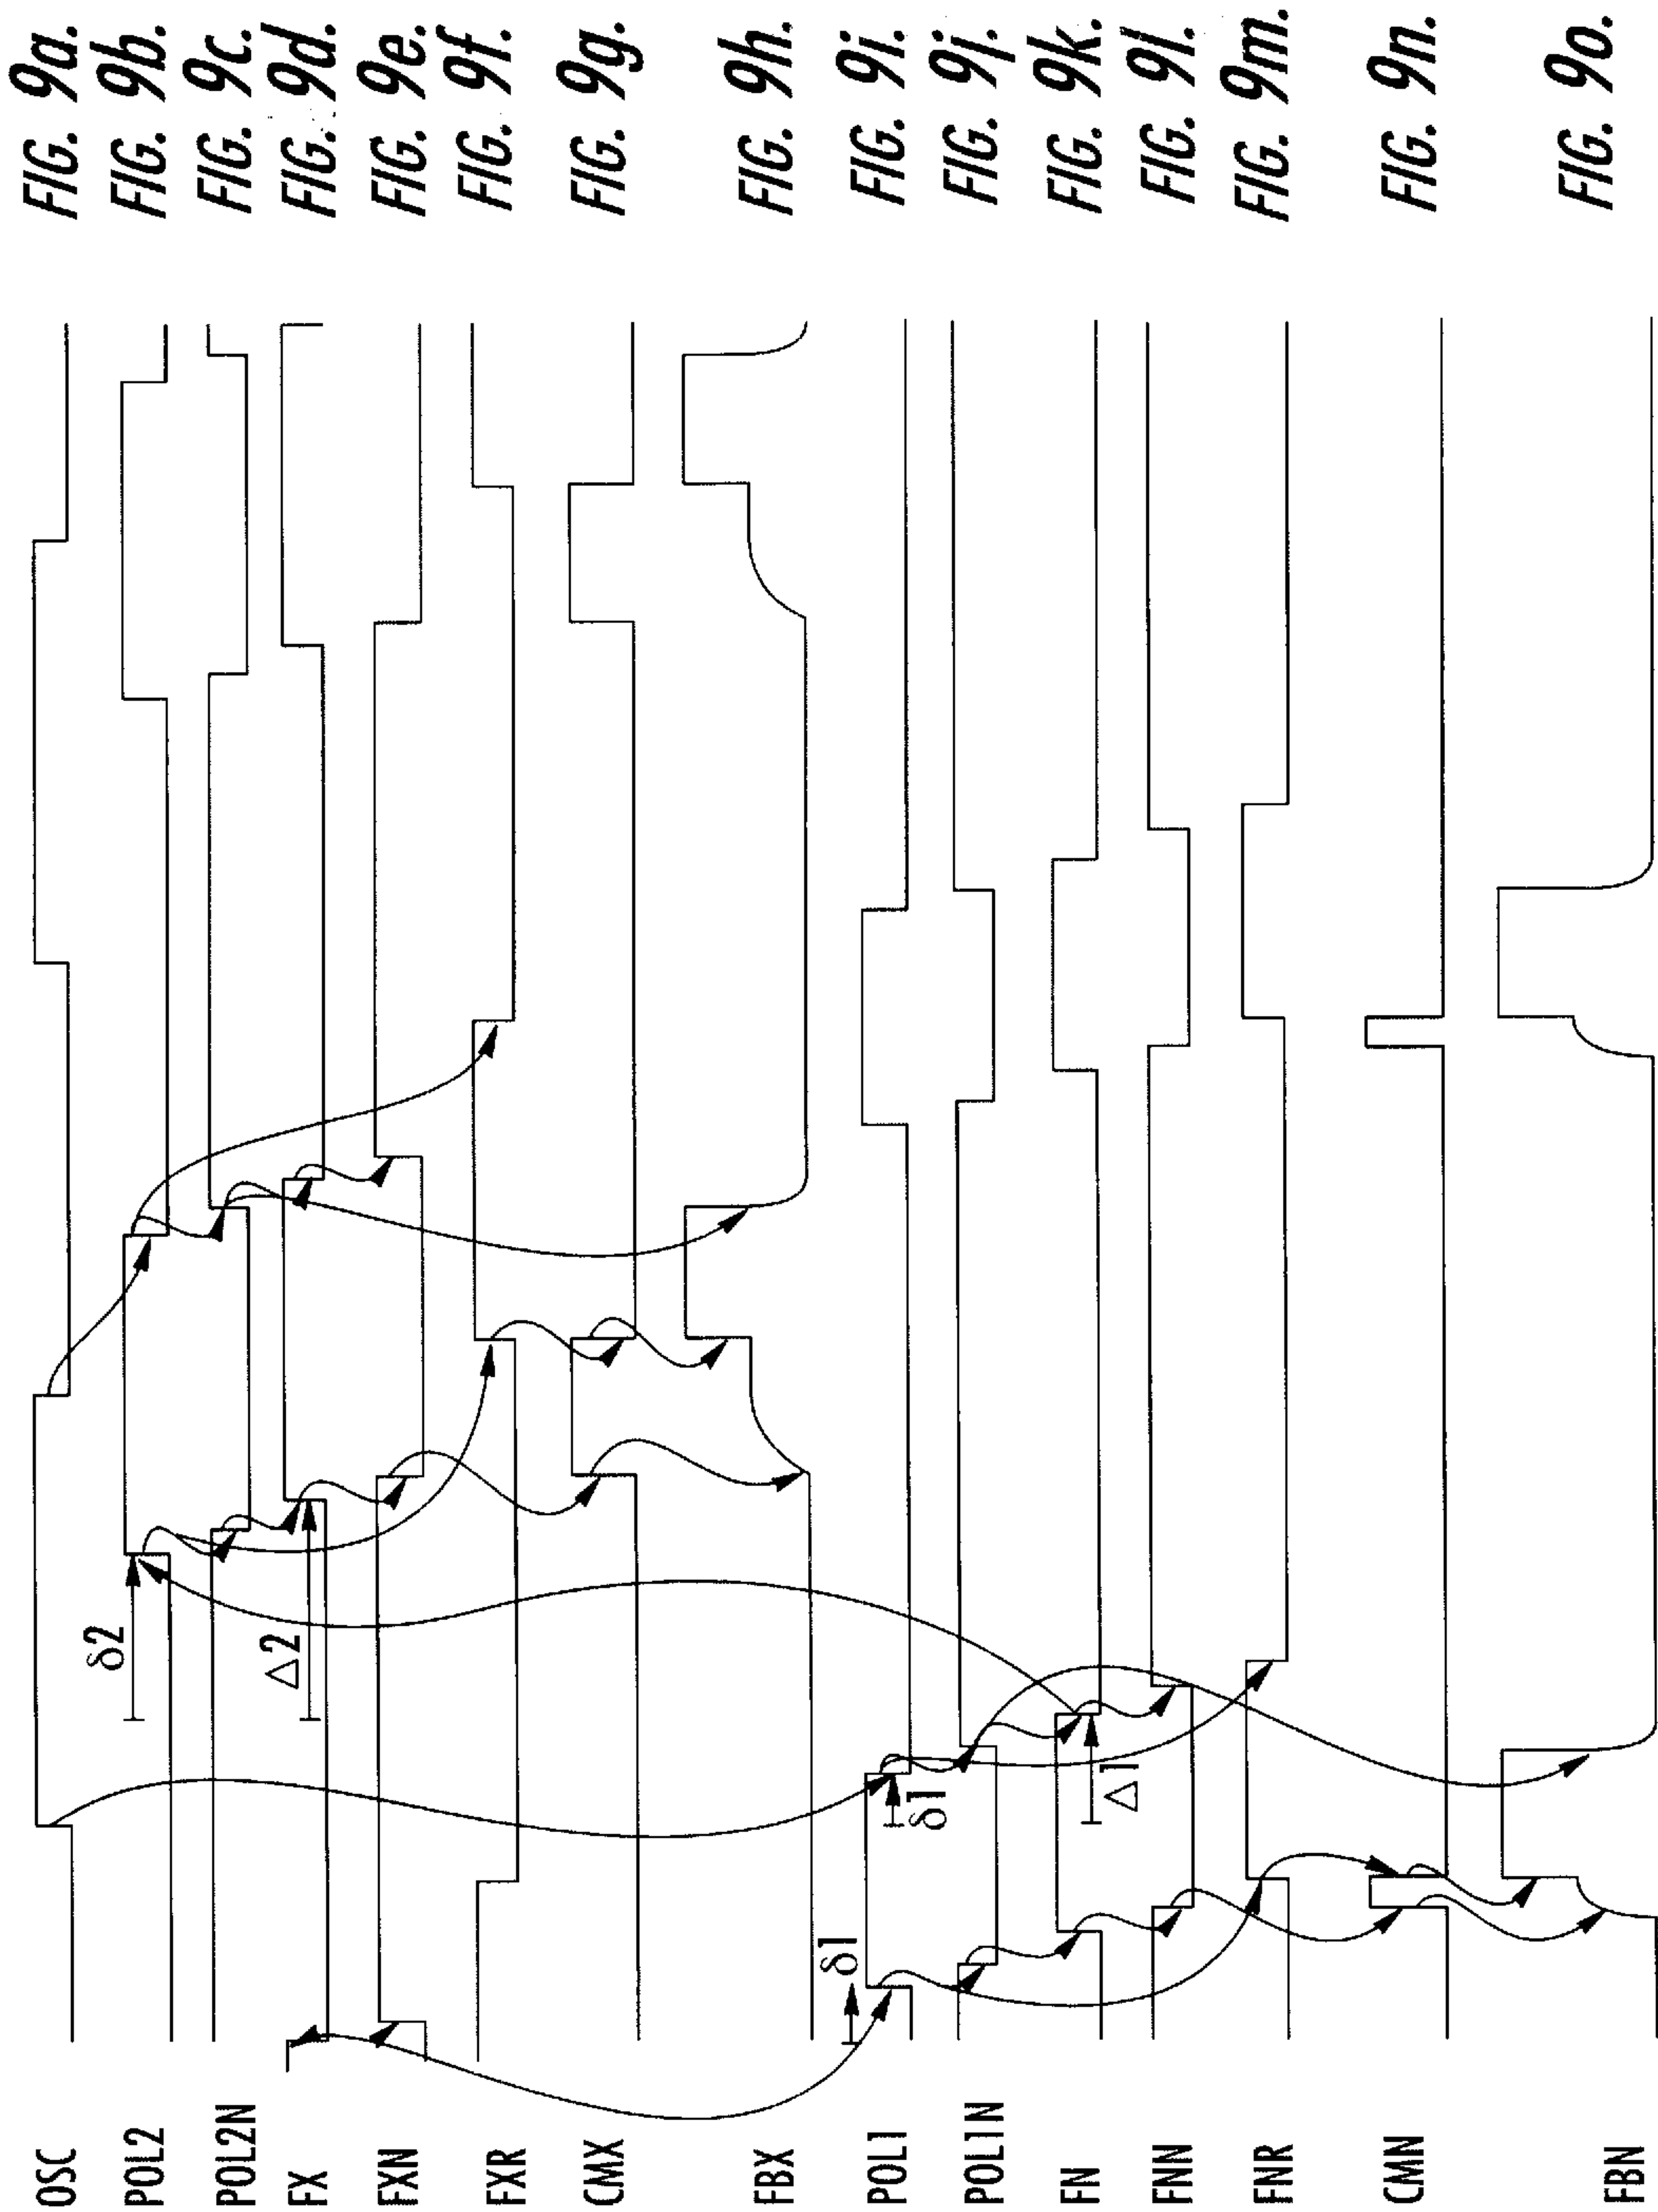 OSC FIG. 9a.
POL2 δ2 FIG. 9b.
POL2N FIG. 9c.
FX Δ2 FIG. 9d.
FXN FIG. 9e.
FXR FIG. 9f.
CMX FIG. 9g.
FBX FIG. 9h.
POL1 δ1 δ1 FIG. 9i.
POL1N FIG. 9j.
FN Δ1 FIG. 9k.
FNN FIG. 9l.
FNR FIG. 9m.
CMN FIG. 9n.
FBN FIG. 9o.